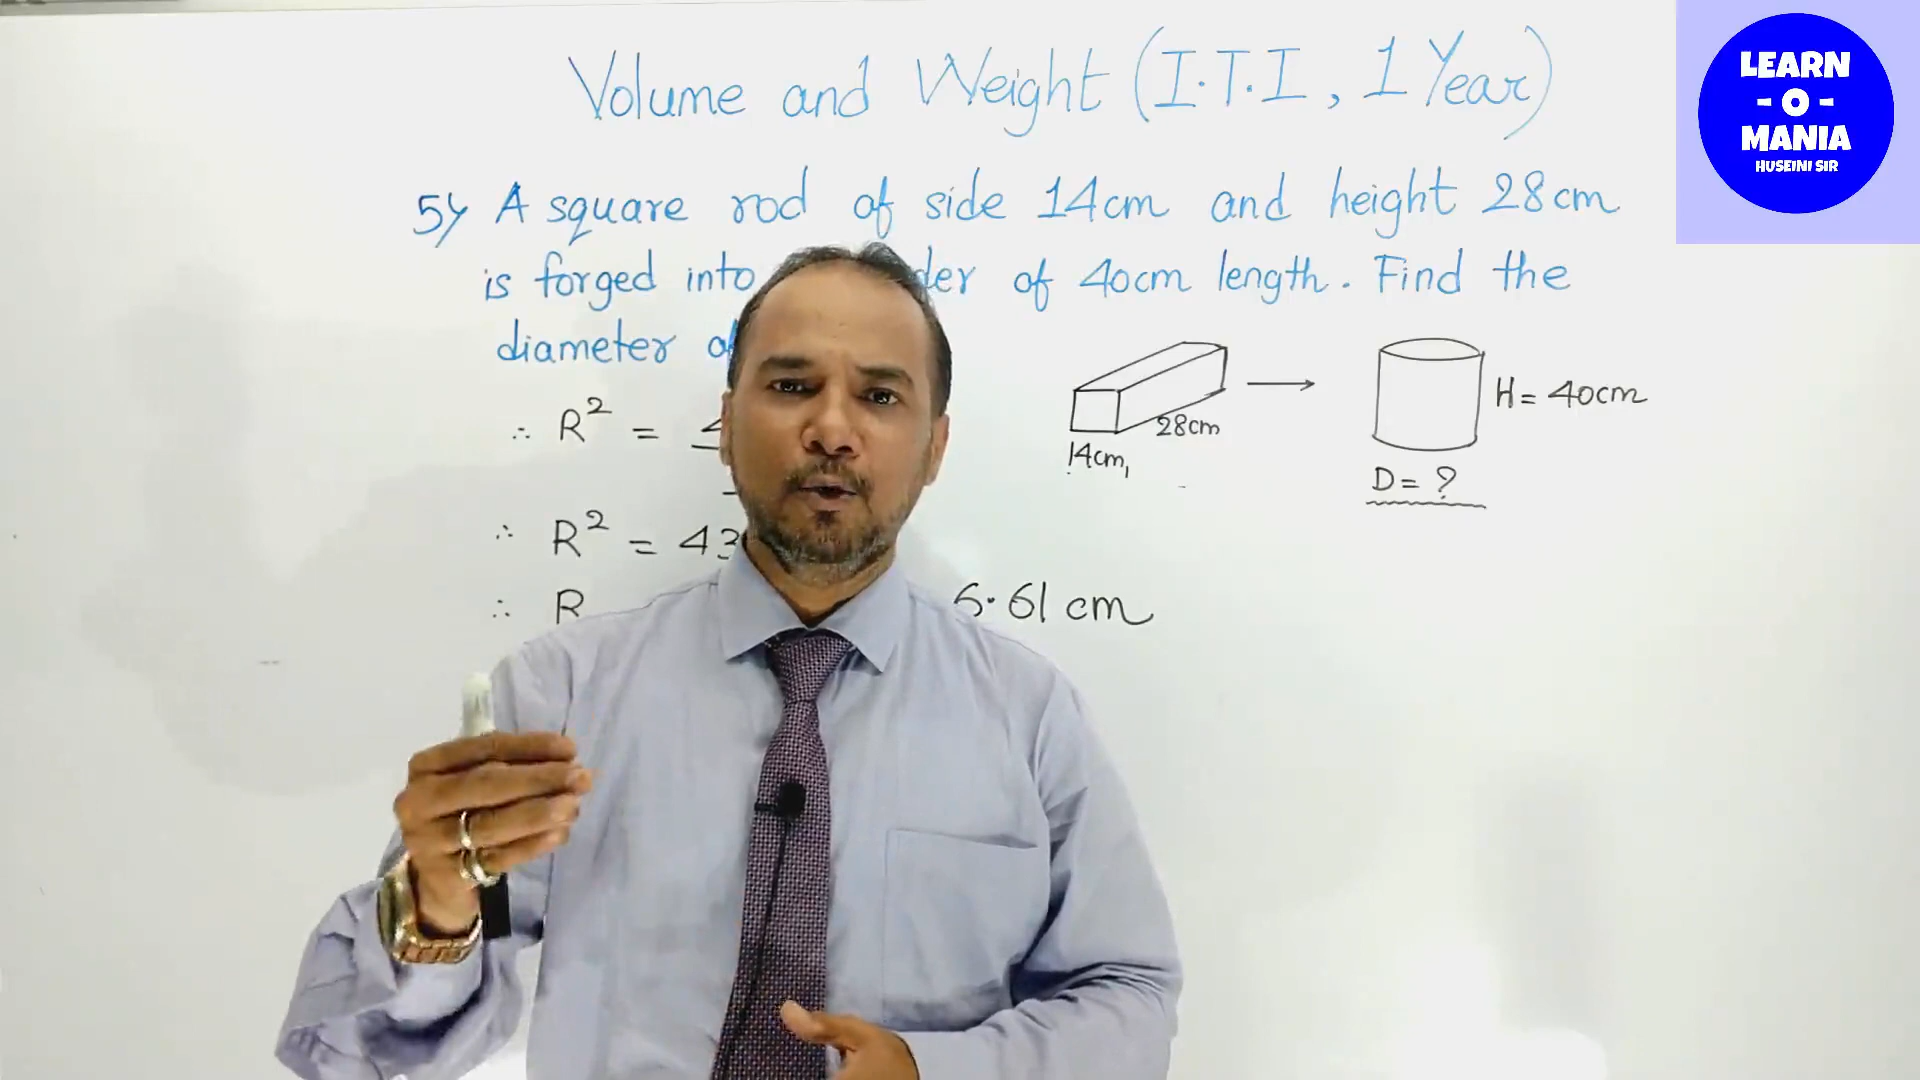 Volume and Weight (I.T.I, 1 Year)
5) A square rod of side 14cm and height 28cm
is forged into der of 40cm length. Find the
diameter
∴ R² =
28cm
14cm,
H = 40cm
D = ?
∴ R² = 43
∴ R 6.61 cm
LEARN
-O-
MANIA
HUSEINI SIR